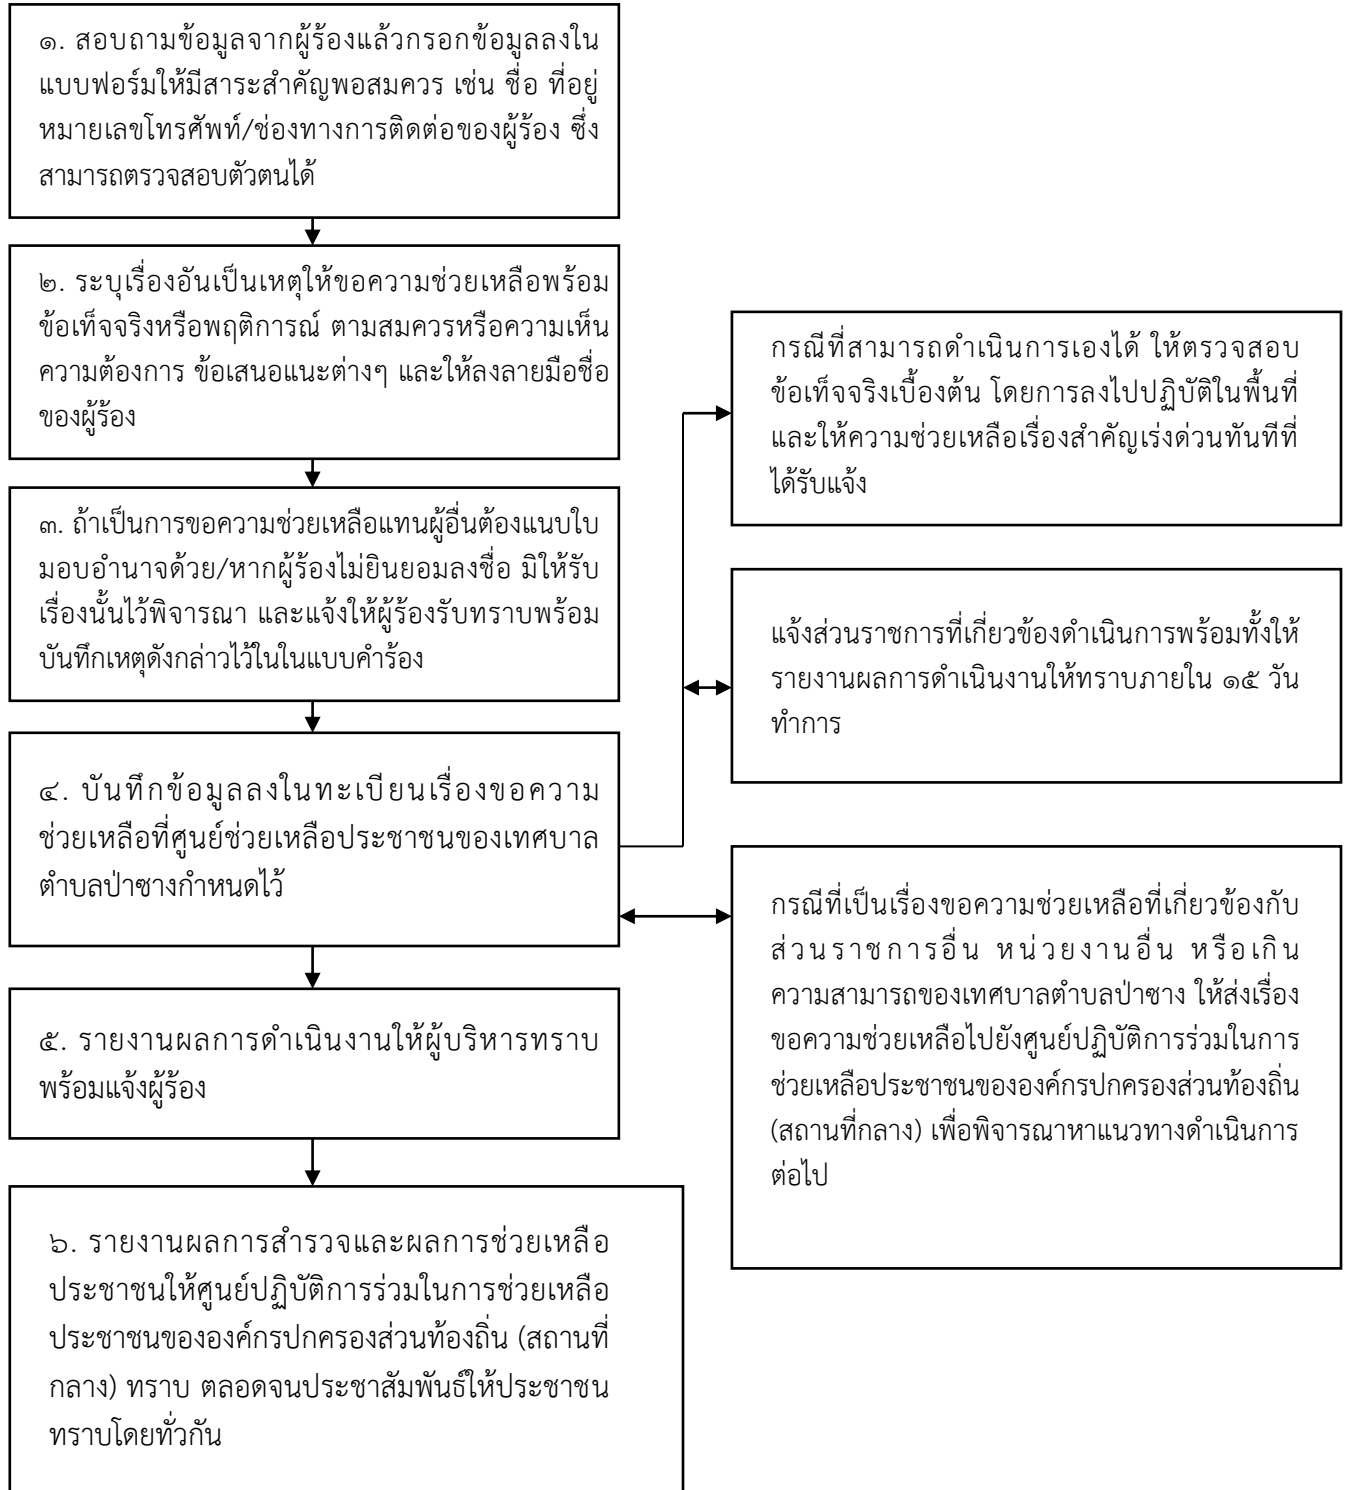 ๑. สอบถามข้อมูลจากผู้ร้องแล้วกรอกข้อมูลลงใน
แบบฟอร์มให้มีสาระสำคัญพอสมควร เช่น ชื่อ ที่อยู่
หมายเลขโทรศัพท์/ช่องทางการติดต่อของผู้ร้อง ซึ่ง
สามารถตรวจสอบตัวตนได้
๒. ระบุเรื่องอันเป็นเหตุให้ขอความช่วยเหลือพร้อม
ข้อเท็จจริงหรือพฤติการณ์ ตามสมควรหรือความเห็น
ความต้องการ ข้อเสนอแนะต่างๆ และให้ลงลายมือชื่อ
ของผู้ร้อง
๓. ถ้าเป็นการขอความช่วยเหลือแทนผู้อื่นต้องแนบใบ
มอบอำนาจด้วย/หากผู้ร้องไม่ยินยอมลงชื่อ มิให้รับ
เรื่องนั้นไว้พิจารณา และแจ้งให้ผู้ร้องรับทราบพร้อม
บันทึกเหตุดังกล่าวไว้ในในแบบคำร้อง
๔. บันทึกข้อมูลลงในทะเบียนเรื่องขอความ
ช่วยเหลือที่ศูนย์ช่วยเหลือประชาชนของเทศบาล
ตำบลป่าซางกำหนดไว้
๕. รายงานผลการดำเนินงานให้ผู้บริหารทราบ
พร้อมแจ้งผู้ร้อง
๖. รายงานผลการสำรวจและผลการช่วยเหลือ
ประชาชนให้ศูนย์ปฏิบัติการร่วมในการช่วยเหลือ
ประชาชนขององค์กรปกครองส่วนท้องถิ่น (สถานที่
กลาง) ทราบ ตลอดจนประชาสัมพันธ์ให้ประชาชน
ทราบโดยทั่วกัน
กรณีที่สามารถดำเนินการเองได้ ให้ตรวจสอบ
ข้อเท็จจริงเบื้องต้น โดยการลงไปปฏิบัติในพื้นที่
และให้ความช่วยเหลือเรื่องสำคัญเร่งด่วนทันทีที่
ได้รับแจ้ง
แจ้งส่วนราชการที่เกี่ยวข้องดำเนินการพร้อมทั้งให้
รายงานผลการดำเนินงานให้ทราบภายใน ๑๕ วัน
ทำการ
กรณีที่เป็นเรื่องขอความช่วยเหลือที่เกี่ยวข้องกับ
ส่วนราชการอื่น หน่วยงานอื่น หรือเกิน
ความสามารถของเทศบาลตำบลป่าซาง ให้ส่งเรื่อง
ขอความช่วยเหลือไปยังศูนย์ปฏิบัติการร่วมในการ
ช่วยเหลือประชาชนขององค์กรปกครองส่วนท้องถิ่น
(สถานที่กลาง) เพื่อพิจารณาหาแนวทางดำเนินการ
ต่อไป